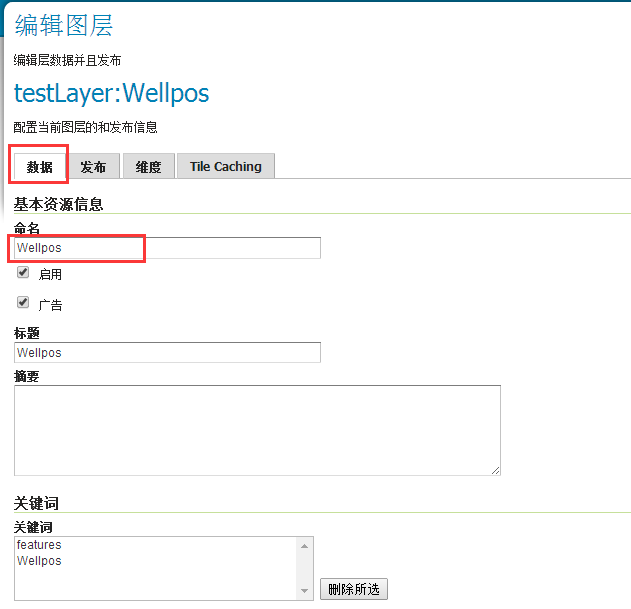 编辑图层
编辑层数据并且发布
testLayer:Wellpos
配置当前图层的和发布信息
数据 发布 维度 Tile Caching
基本资源信息
命名
Wellpos
启用
广告
标题
Wellpos
摘要
关键词
关键词
features
Wellpos
删除所选